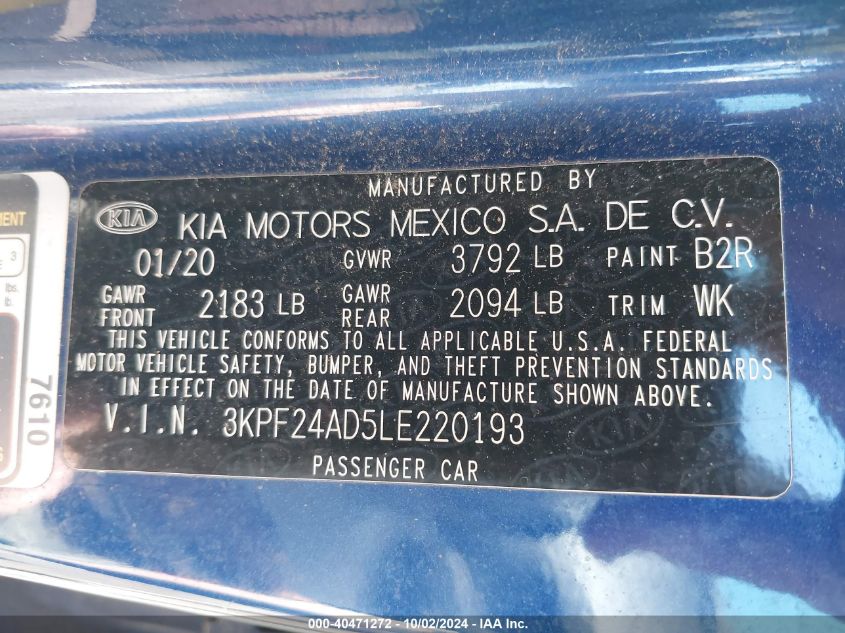 MANUFACTURED BY
KIA KIA MOTORS MEXICO S.A. DE C.V.
01/20 GVWR 3792 LB PAINT B2R
GAWR FRONT 2183 LB GAWR REAR 2094 LB TRIM WK
THIS VEHICLE CONFORMS TO ALL APPLICABLE U.S.A. FEDERAL
MOTOR VEHICLE SAFETY, BUMPER, AND THEFT PREVENTION STANDARDS
IN EFFECT ON THE DATE OF MANUFACTURE SHOWN ABOVE.
V.I.N. 3KPF24AD5LE220193
PASSENGER CAR
3
lbs.
7610
000-40471272 - 10/02/2024 - IAA Inc.